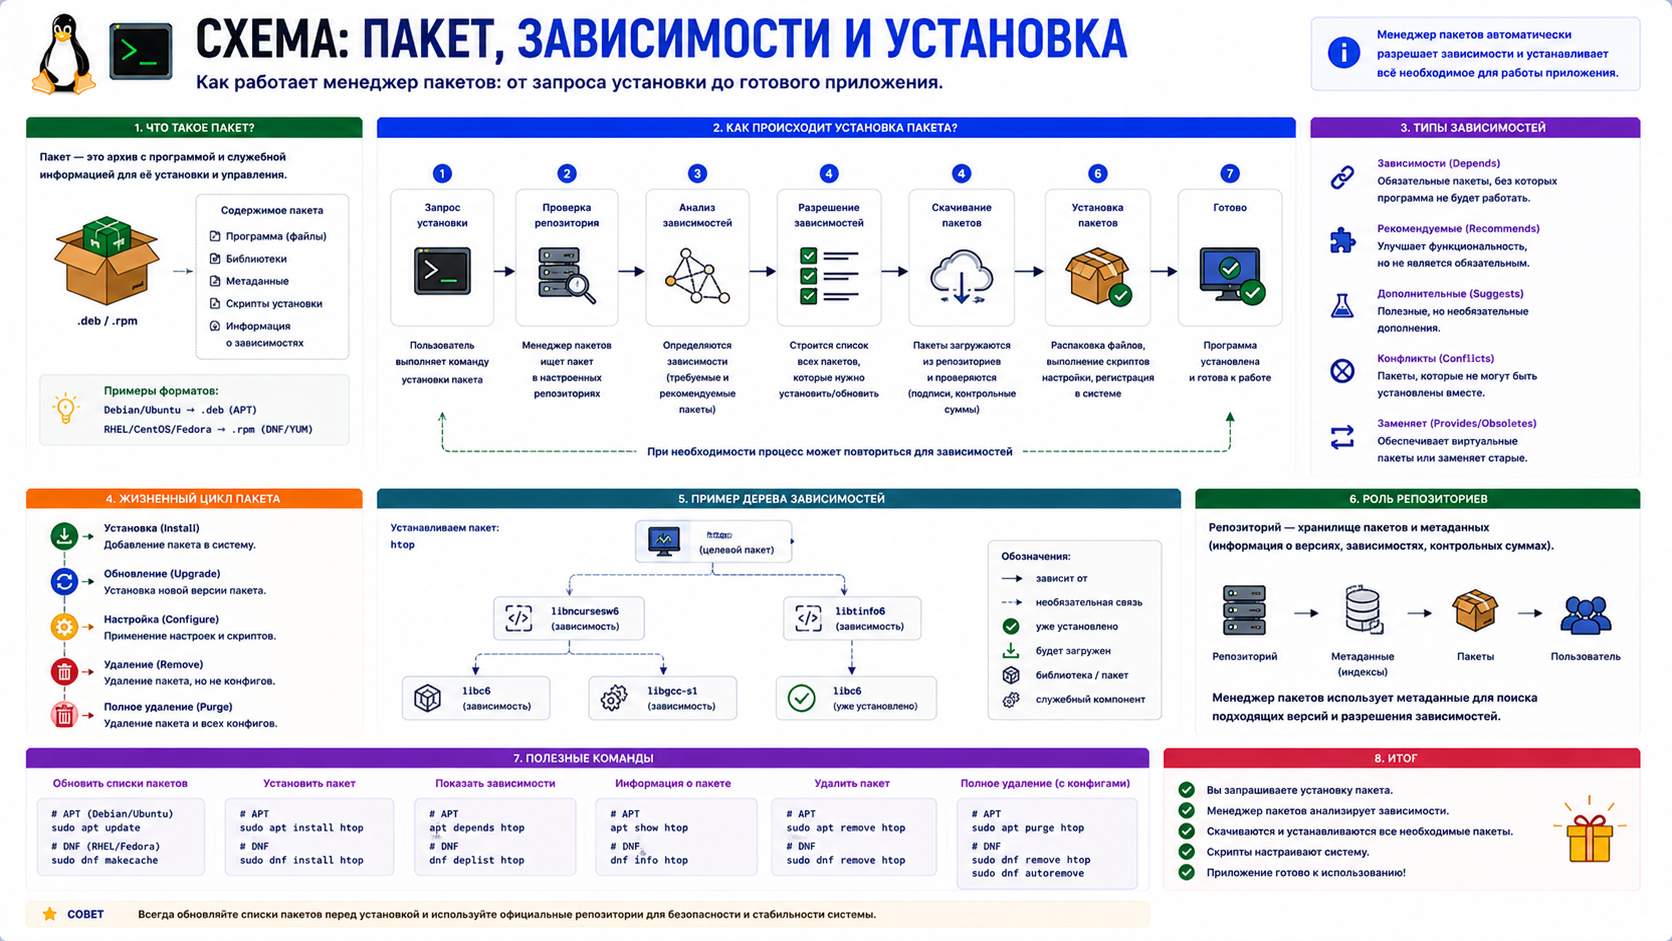 СХЕМА: ПАКЕТ, ЗАВИСИМОСТИ И УСТАНОВКА
Как работает менеджер пакетов: от запроса установки до готового приложения.
i
Менеджер пакетов автоматически
разрешает зависимости и устанавливает
всё необходимое для работы приложения.
1. ЧТО ТАКОЕ ПАКЕТ?
Пакет — это архив с программой и служебной
информацией для её установки и управления.
.deb / .rpm
Содержимое пакета
Программа (файлы)
Библиотеки
Метаданные
Скрипты установки
Информация
о зависимостях
Примеры форматов:
Debian/Ubuntu → .deb (APT)
RHEL/CentOS/Fedora → .rpm (DNF/YUM)
2. КАК ПРОИСХОДИТ УСТАНОВКА ПАКЕТА?
1
Запрос
установки
Пользователь
выполняет команду
установки пакета
2
Проверка
репозитория
Менеджер пакетов
ищет пакет
в настроенных
репозиториях
3
Анализ
зависимостей
Определяются
зависимости
(требуемые и
рекомендуемые
пакеты)
4
Разрешение
зависимостей
Строится список
всех пакетов,
которые нужно
установить/обновить
4
Скачивание
пакетов
Пакеты загружаются
из репозиториев
и проверяются
(подписи, контрольные
суммы)
6
Установка
пакетов
Распаковка файлов,
выполнение скриптов
настройки, регистрация
в системе
7
Готово
Программа
установлена
и готова к работе
При необходимости процесс может повториться для зависимостей
3. ТИПЫ ЗАВИСИМОСТЕЙ
Зависимости (Depends)
Обязательные пакеты, без которых
программа не будет работать.
Рекомендуемые (Recommends)
Улучшает функциональность,
но не является обязательным.
Дополнительные (Suggests)
Полезные, но необязательные
дополнения.
Конфликты (Conflicts)
Пакеты, которые не могут быть
установлены вместе.
Заменяет (Provides/Obsoletes)
Обеспечивает виртуальные
пакеты или заменяет старые.
4. ЖИЗНЕННЫЙ ЦИКЛ ПАКЕТА
Установка (Install)
Добавление пакета в систему.
Обновление (Upgrade)
Установка новой версии пакета.
Настройка (Configure)
Применение настроек и скриптов.
Удаление (Remove)
Удаление пакета, но не конфигов.
Полное удаление (Purge)
Удаление пакета и всех конфигов.
5. ПРИМЕР ДЕРЕВА ЗАВИСИМОСТЕЙ
Устанавливаем пакет:
htop
(целевой пакет)
libncursesw6
(зависимость)
libtinfo6
(зависимость)
libc6
(зависимость)
libgcc-s1
(зависимость)
libc6
(уже установлено)
Обозначения:
зависит от
необязательная связь
уже установлено
будет загружен
библиотека / пакет
служебный компонент
6. РОЛЬ РЕПОЗИТОРИЕВ
Репозиторий — хранилище пакетов и метаданных
(информация о версиях, зависимостях, контрольных суммах).
Репозиторий
Метаданные
(индексы)
Пакеты
Пользователь
Менеджер пакетов использует метаданные для поиска
подходящих версий и разрешения зависимостей.
7. ПОЛЕЗНЫЕ КОМАНДЫ
Обновить списки пакетов
# APT (Debian/Ubuntu)
sudo apt update
# DNF (RHEL/Fedora)
sudo dnf makecache
Установить пакет
# APT
sudo apt install htop
# DNF
sudo dnf install htop
Показать зависимости
# APT
apt depends htop
# DNF
dnf deplist htop
Информация о пакете
# APT
apt show htop
# DNF
dnf info htop
Удалить пакет
# APT
sudo apt remove htop
# DNF
sudo dnf remove htop
Полное удаление (с конфигами)
# APT
sudo apt purge htop
# DNF
sudo dnf remove htop
sudo dnf autoremove
8. ИТОГ
Вы запрашиваете установку пакета.
Менеджер пакетов анализирует зависимости.
Скачиваются и устанавливаются все необходимые пакеты.
Скрипты настраивают систему.
Приложение готово к использованию!
СОВЕТ
Всегда обновляйте списки пакетов перед установкой и используйте официальные репозитории для безопасности и стабильности системы.